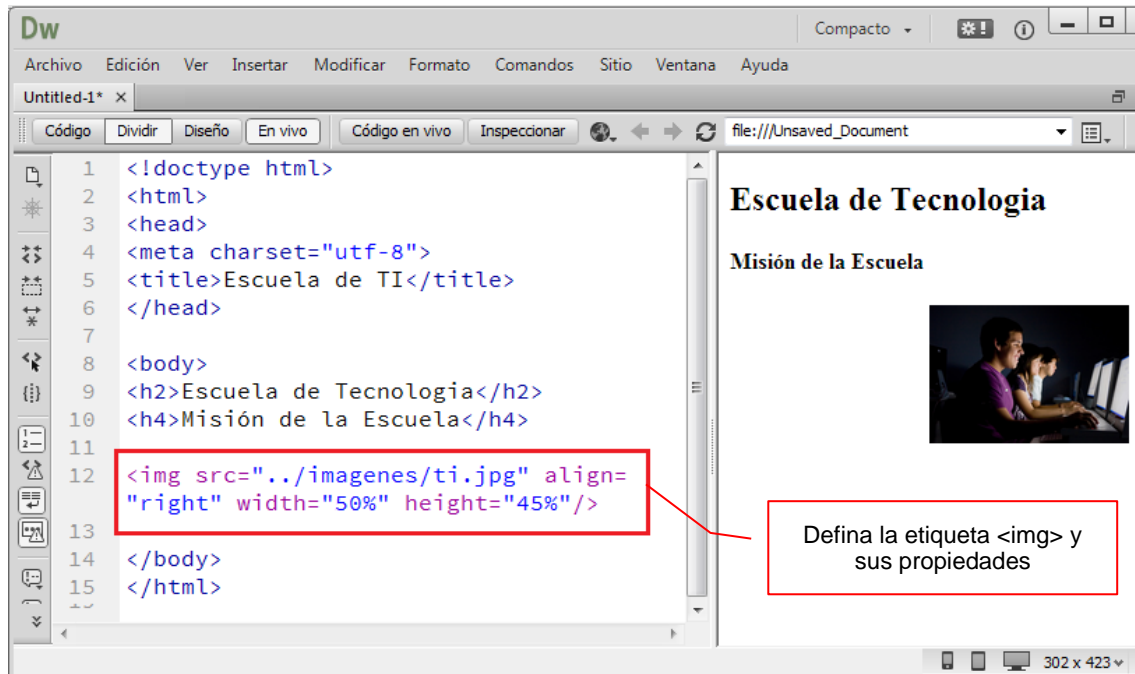 Dw
Compacto
Archivo Edición Ver Insertar Modificar Formato Comandos Sitio Ventana Ayuda
Untitled-1* ×
Código Dividir Diseño En vivo Código en vivo Inspeccionar file:///Unsaved_Document
1 <!doctype html>
2 <html>
3 <head>
4 <meta charset="utf-8">
5 <title>Escuela de TI</title>
6 </head>
7
8 <body>
9 <h2>Escuela de Tecnologia</h2>
10 <h4>Misión de la Escuela</h4>
11
12 <img src="../imagenes/ti.jpg" align=
"right" width="50%" height="45%"/>
13
14 </body>
15 </html>
Escuela de Tecnologia
Misión de la Escuela
Defina la etiqueta <img> y
sus propiedades
302 x 423